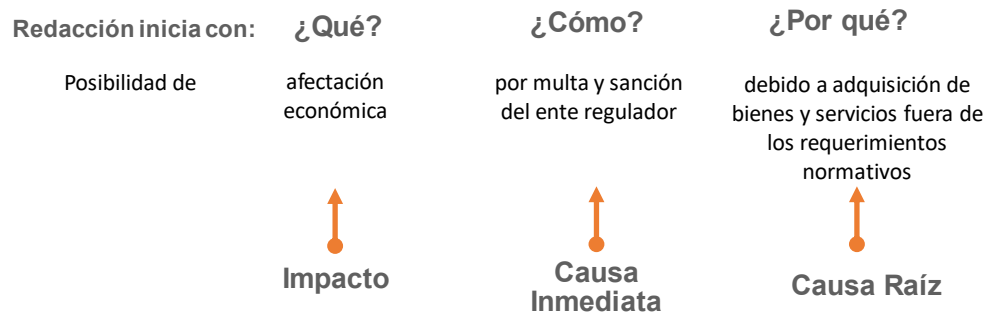 Redacción inicia con: ¿Qué? ¿Cómo? ¿Por qué?
Posibilidad de
afectación
económica
por multa y sanción
del ente regulador
debido a adquisición de
bienes y servicios fuera de
los requerimientos
normativos
Impacto
Causa
Inmediata
Causa Raíz